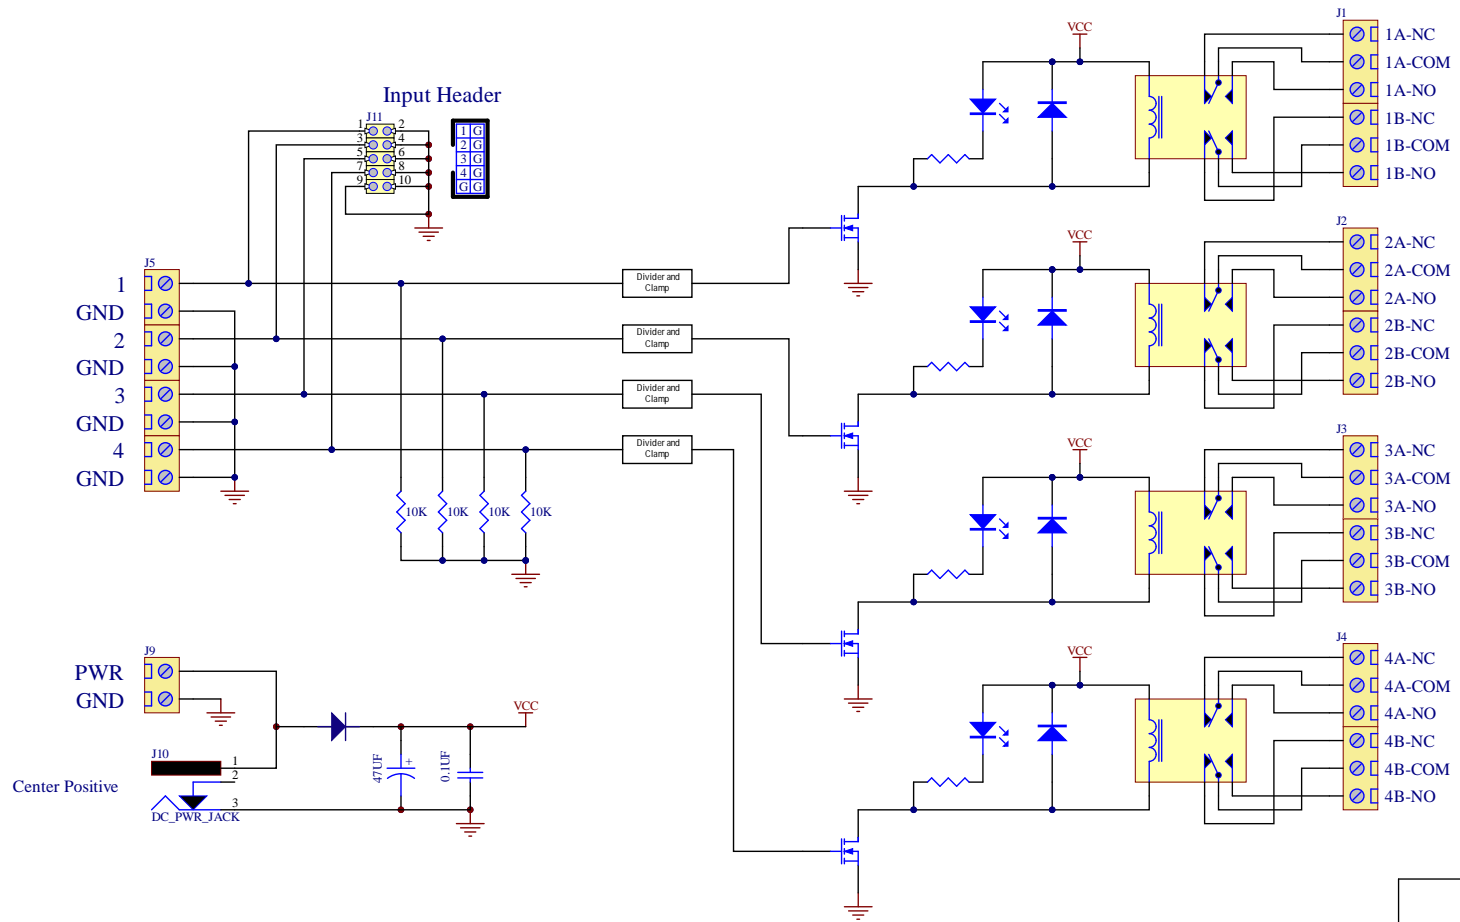 Input Header
J11
1 2
3 4
5 6
7 8
9 10
1 G
2 G
3 G
4 G
G G
J5
1
GND
2
GND
3
GND
4
GND
Divider and
Clamp
Divider and
Clamp
Divider and
Clamp
Divider and
Clamp
10K 10K 10K 10K
J9
PWR
GND
J10
1
2
3
Center Positive
DC_PWR_JACK
47UF
+
0.1UF
VCC
VCC
J1
1A-NC
1A-COM
1A-NO
1B-NC
1B-COM
1B-NO
VCC
J2
2A-NC
2A-COM
2A-NO
2B-NC
2B-COM
2B-NO
VCC
J3
3A-NC
3A-COM
3A-NO
3B-NC
3B-COM
3B-NO
VCC
J4
4A-NC
4A-COM
4A-NO
4B-NC
4B-COM
4B-NO